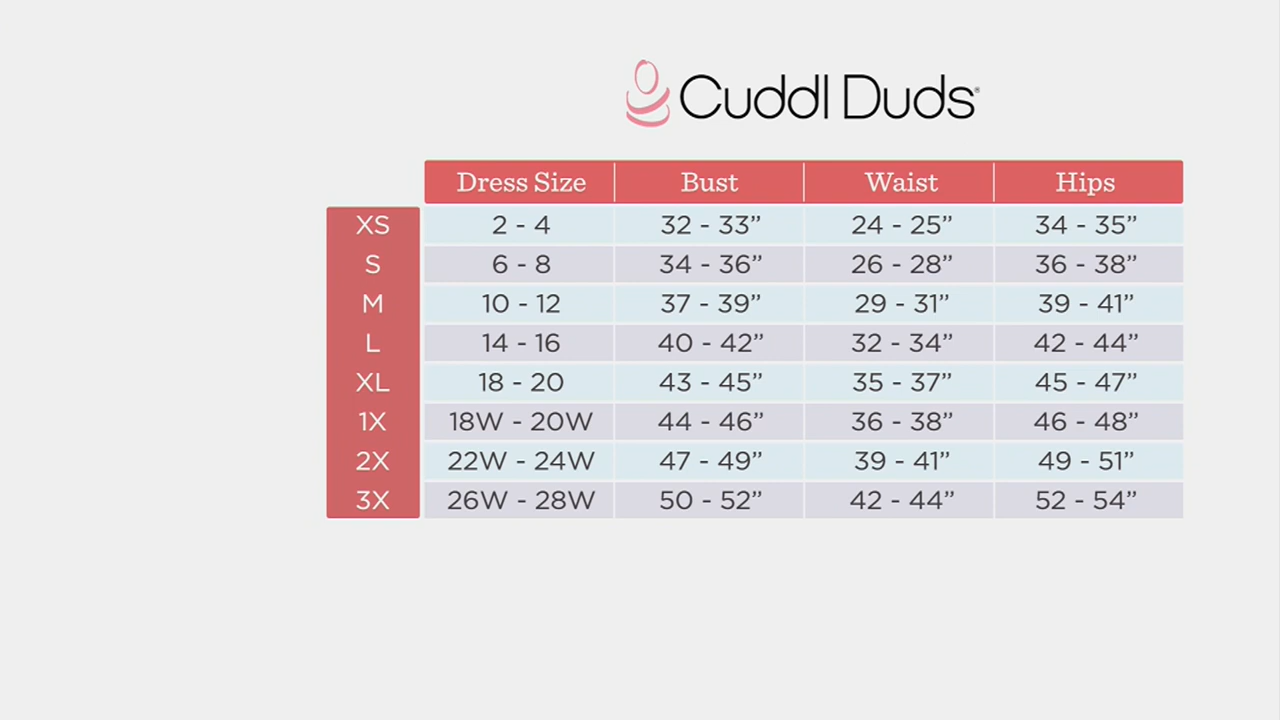 Cuddl Duds®
Dress Size Bust Waist Hips
XS 2 - 4 32 - 33” 24 - 25” 34 - 35”
S 6 - 8 34 - 36” 26 - 28” 36 - 38”
M 10 - 12 37 - 39” 29 - 31” 39 - 41”
L 14 - 16 40 - 42” 32 - 34” 42 - 44”
XL 18 - 20 43 - 45” 35 - 37” 45 - 47”
1X 18W - 20W 44 - 46” 36 - 38” 46 - 48”
2X 22W - 24W 47 - 49” 39 - 41” 49 - 51”
3X 26W - 28W 50 - 52” 42 - 44” 52 - 54”